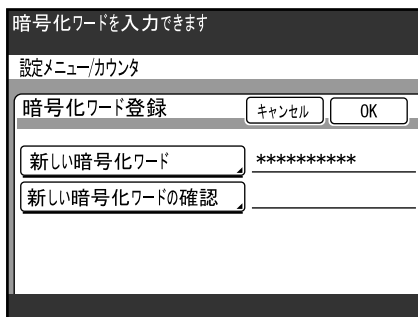 暗号化ワードを入力できます
設定メニュー/カウンタ
暗号化ワード登録 キャンセル OK
新しい暗号化ワード **********
新しい暗号化ワードの確認